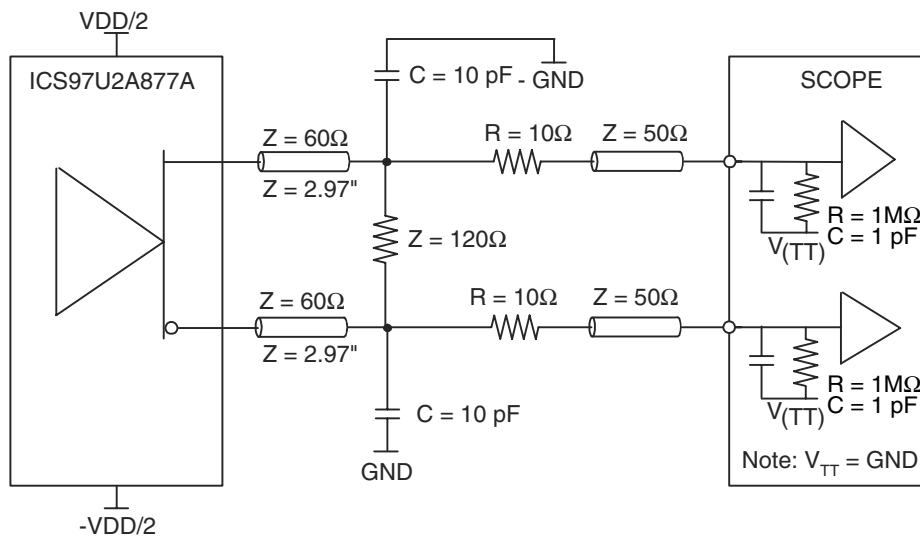 VDD/2
ICS97U2A877A
C = 10 pF
- GND
SCOPE
Z = 60Ω
R = 10Ω
Z = 50Ω
Z = 2.97"
R = 1MΩ
C = 1 pF
V(TT)
Z = 120Ω
Z = 60Ω
R = 10Ω
Z = 50Ω
Z = 2.97"
R = 1MΩ
C = 1 pF
V(TT)
C = 10 pF
GND
Note: VTT = GND
-VDD/2